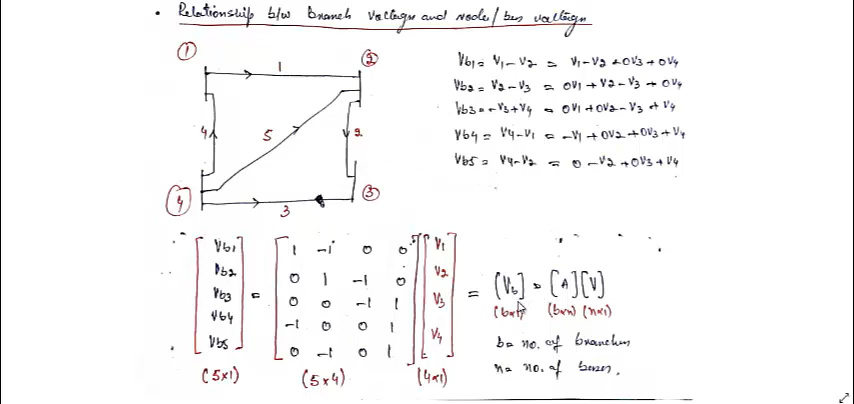 • Relationship b/w Branch Voltages and Node/bus voltages
① 1 ②
4 5 2
④ 3 ③
Vb1 = V1 - V2 = V1 - V2 + 0V3 + 0V4
Vb2 = V2 - V3 = 0V1 + V2 - V3 + 0V4
Vb3 = -V3 + V4 = 0V1 + 0V2 - V3 + V4
Vb4 = V4 - V1 = -V1 + 0V2 + 0V3 + V4
Vb5 = V4 - V2 = 0 - V2 + 0V3 + V4
Vb1 1 -1 0 0 V1
Vb2 0 1 -1 0 V2
Vb3 = 0 0 -1 1 V3 = [Vb] = [A][V]
Vb4 -1 0 0 1 V4
Vb5 0 -1 0 1
(5x1) (5x4) (4x1)
(bx1) (bxn) (nx1)
b = no. of branches
n = no. of buses.